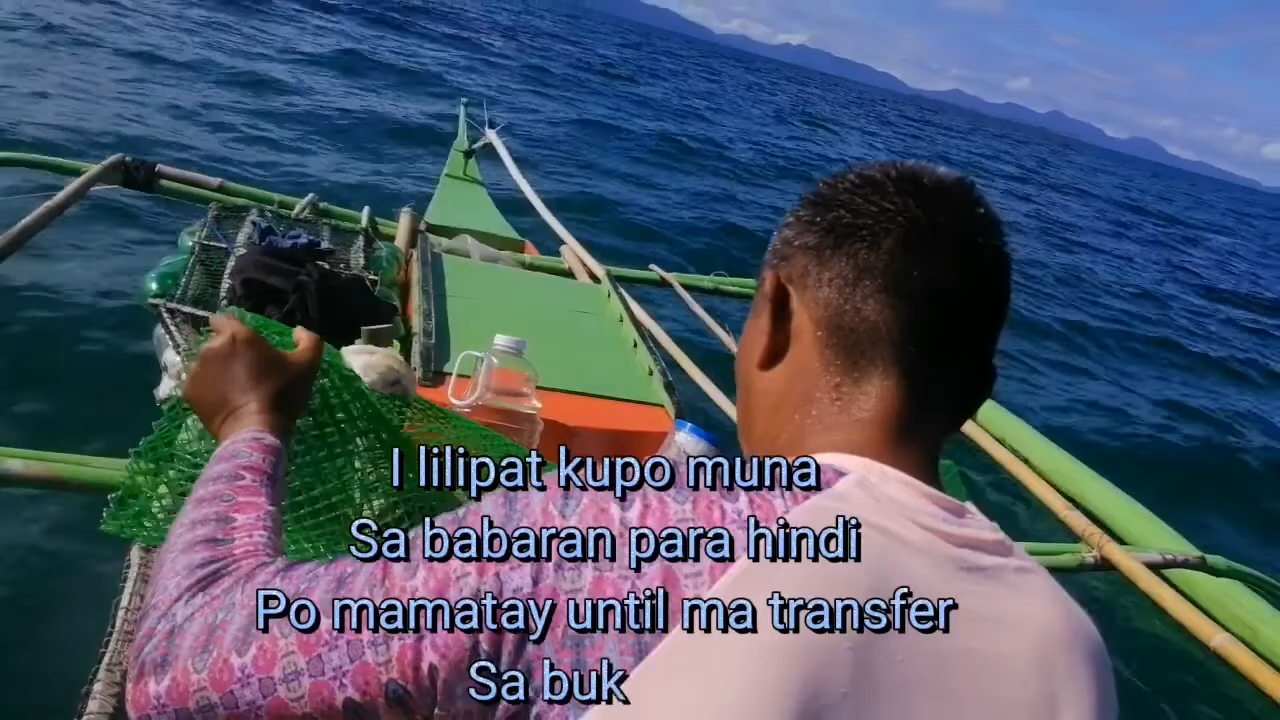 I lilipat kupo muna
Sa babaran para hindi
Po mamatay until ma transfer
Sa buk